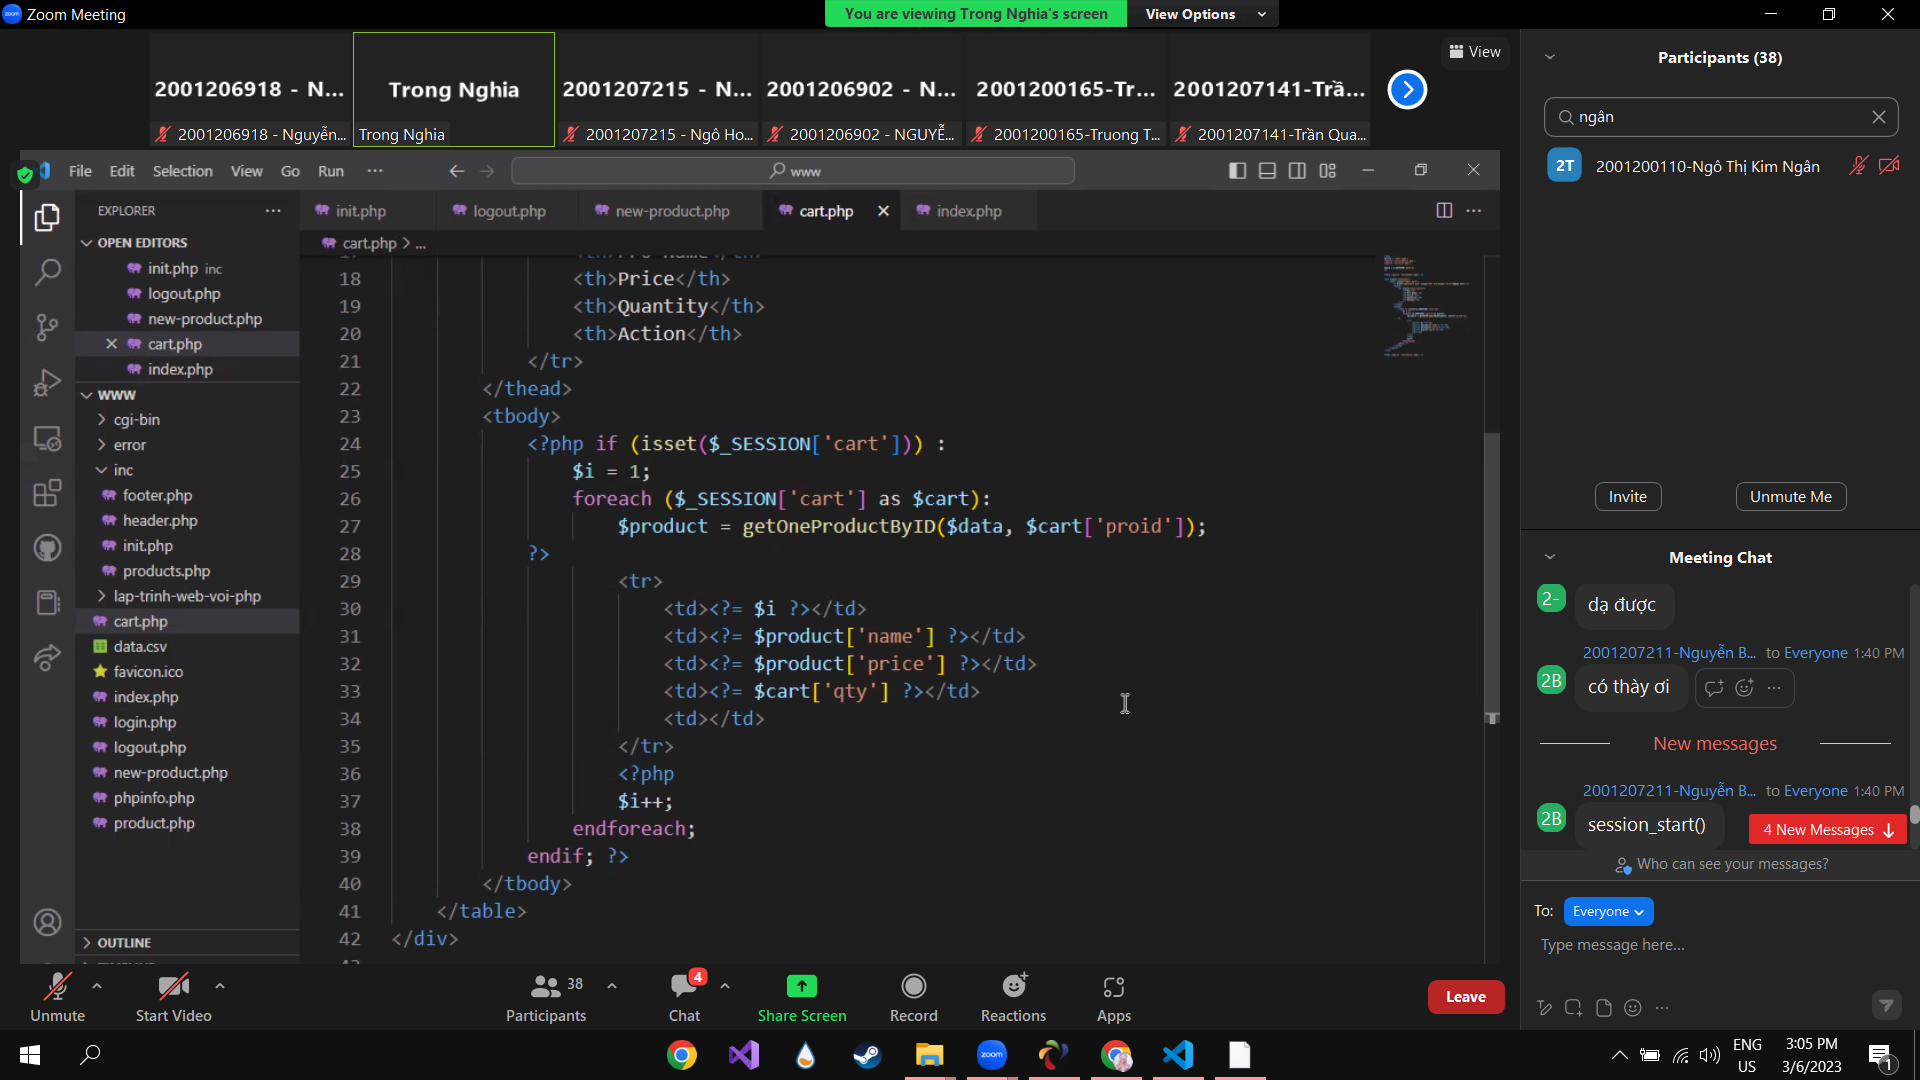 Zoom Meeting
You are viewing Trong Nghia's screen
View Options
2001206918 - N...
Trong Nghia
2001207215 - N...
2001206902 - N...
2001200165-Tr...
2001207141-Trầ...
View
2001206918 - Nguyễn...
Trong Nghia
2001207215 - Ngô Ho...
2001206902 - NGUYỄ...
2001200165-Truong T...
2001207141-Trần Qua...
File Edit Selection View Go Run ...
www
EXPLORER
OPEN EDITORS
init.php inc
logout.php
new-product.php
cart.php
index.php
WWW
cgi-bin
error
inc
footer.php
header.php
init.php
products.php
lap-trinh-web-voi-php
cart.php
data.csv
favicon.ico
index.php
login.php
logout.php
new-product.php
phpinfo.php
product.php
OUTLINE
init.php
logout.php
new-product.php
cart.php
index.php
cart.php > ...
18 <th>Price</th>
19 <th>Quantity</th>
20 <th>Action</th>
21 </tr>
22 </thead>
23 <tbody>
24 <?php if (isset($_SESSION['cart'])) :
25 $i = 1;
26 foreach ($_SESSION['cart'] as $cart):
27 $product = getOneProductByID($data, $cart['proid']);
28 ?>
29 <tr>
30 <td><?= $i ?></td>
31 <td><?= $product['name'] ?></td>
32 <td><?= $product['price'] ?></td>
33 <td><?= $cart['qty'] ?></td>
34 <td></td>
35 </tr>
36 <?php
37 $i++;
38 endforeach;
39 endif; ?>
40 </tbody>
41 </table>
42 </div>
Participants (38)
ngân
2T
2001200110-Ngô Thị Kim Ngân
Invite
Unmute Me
Meeting Chat
2-
dạ được
2001207211-Nguyễn B... to Everyone 1:40 PM
2B
có thày ơi
New messages
2001207211-Nguyễn B... to Everyone 1:40 PM
2B
session_start()
4 New Messages
Who can see your messages?
To: Everyone
Type message here...
Unmute
Start Video
38
Participants
4
Chat
Share Screen
Record
Reactions
Apps
Leave
zoom
ENG
US
3:05 PM
3/6/2023
1